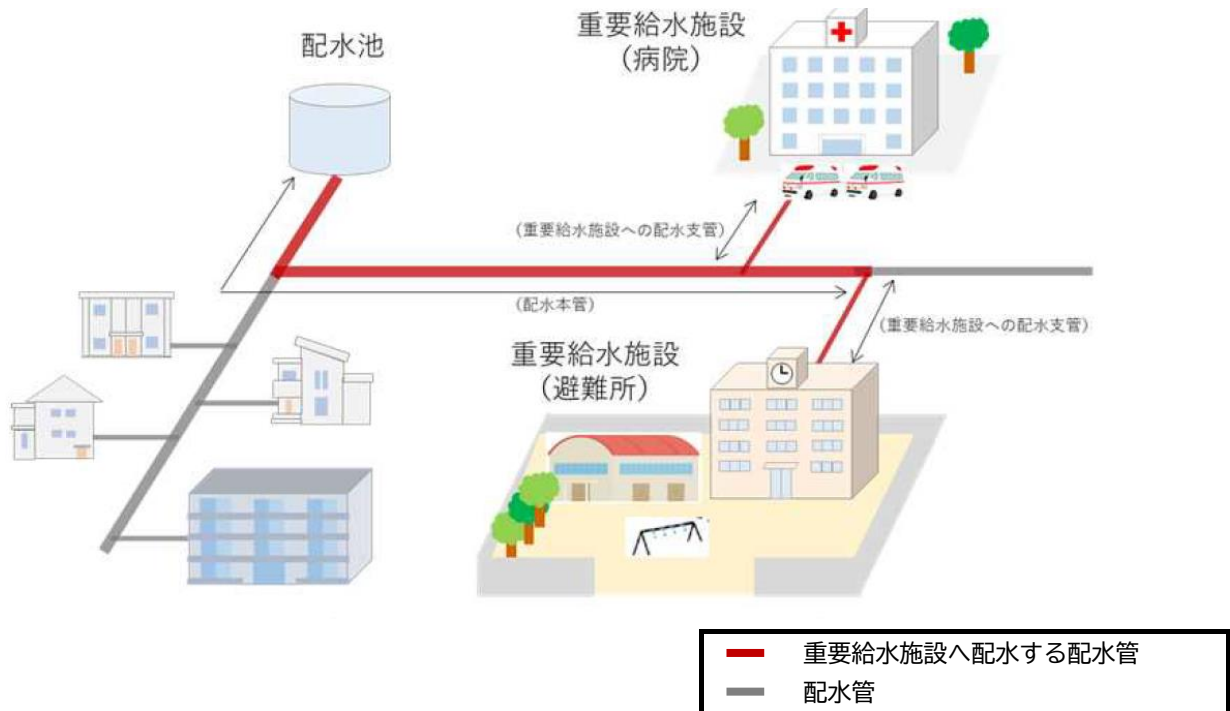 配水池
重要給水施設
(病院)
(重要給水施設への配水支管)
(配水本管)
(重要給水施設への配水支管)
重要給水施設
(避難所)
重要給水施設へ配水する配水管
配水管